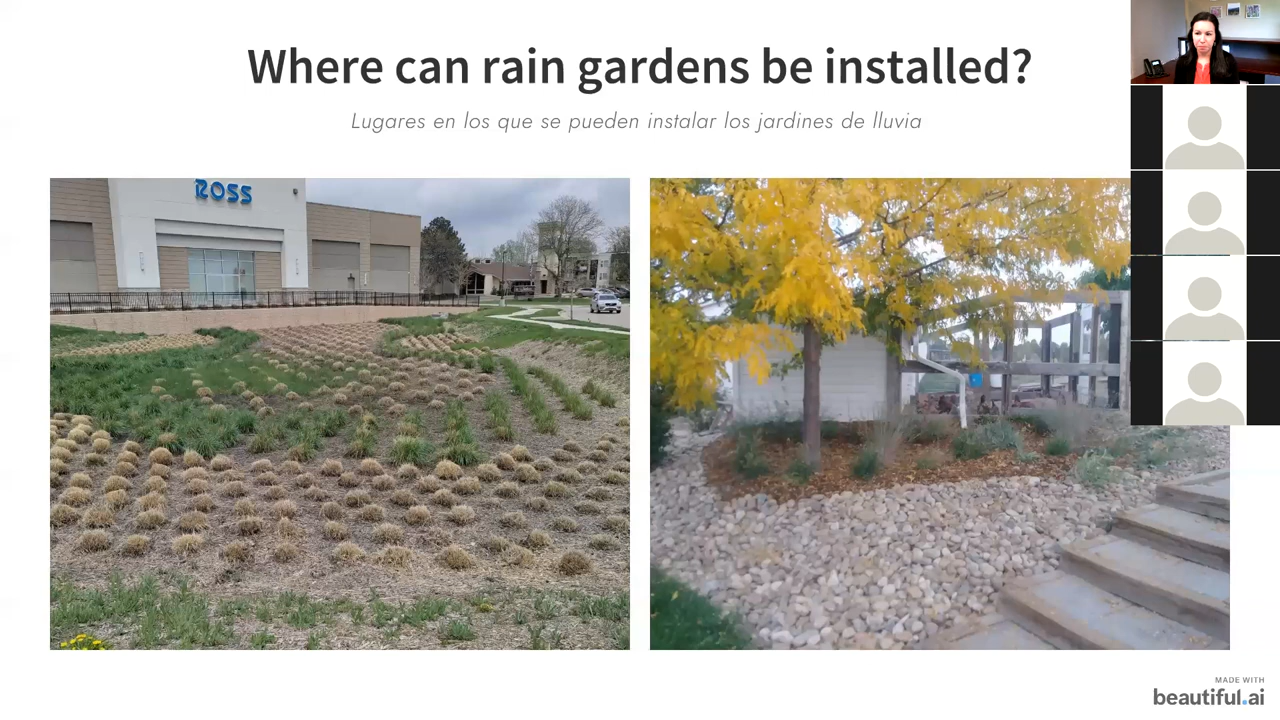 Where can rain gardens be installed?
Lugares en los que se pueden instalar los jardines de lluvia
ROSS
MADE WITH
beautiful.ai